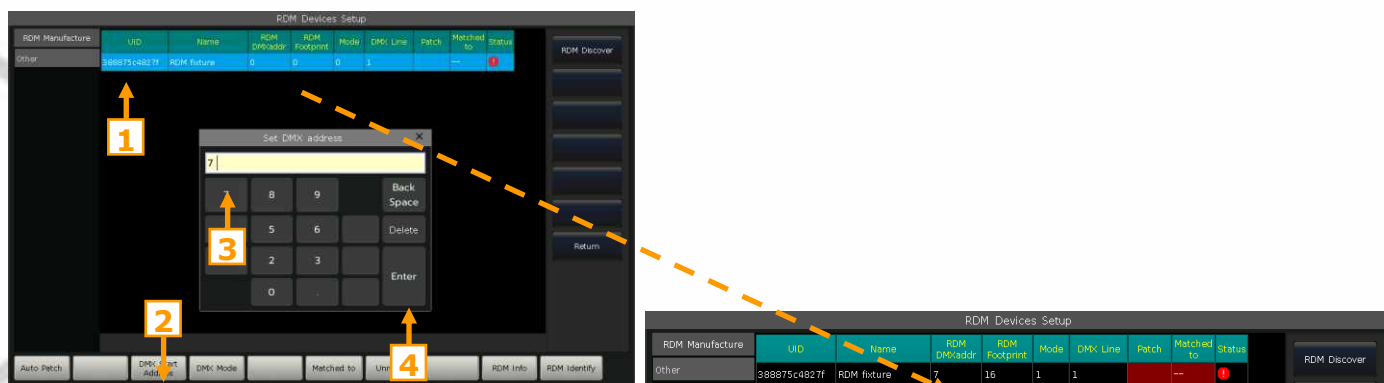 RDM Devices Setup
RDM Manufacture
Other
UID Name RDM DMXaddr RDM Footprint Mode DMX Line Patch Matched to Status
388875c4827f RDM fixture 0 0 0 1 -- !
RDM Discover
Return
1
Set DMX address ×
7
7 8 9 Back Space
5 6 Delete
2 3 Enter
0 .
3
2
4
Auto Patch DMX Start Address DMX Mode Matched to RDM Info RDM Identify
RDM Devices Setup
RDM Manufacture
Other
UID Name RDM DMXaddr RDM Footprint Mode DMX Line Patch Matched to Status
388875c4827f RDM fixture 7 16 1 1 -- !
RDM Discover